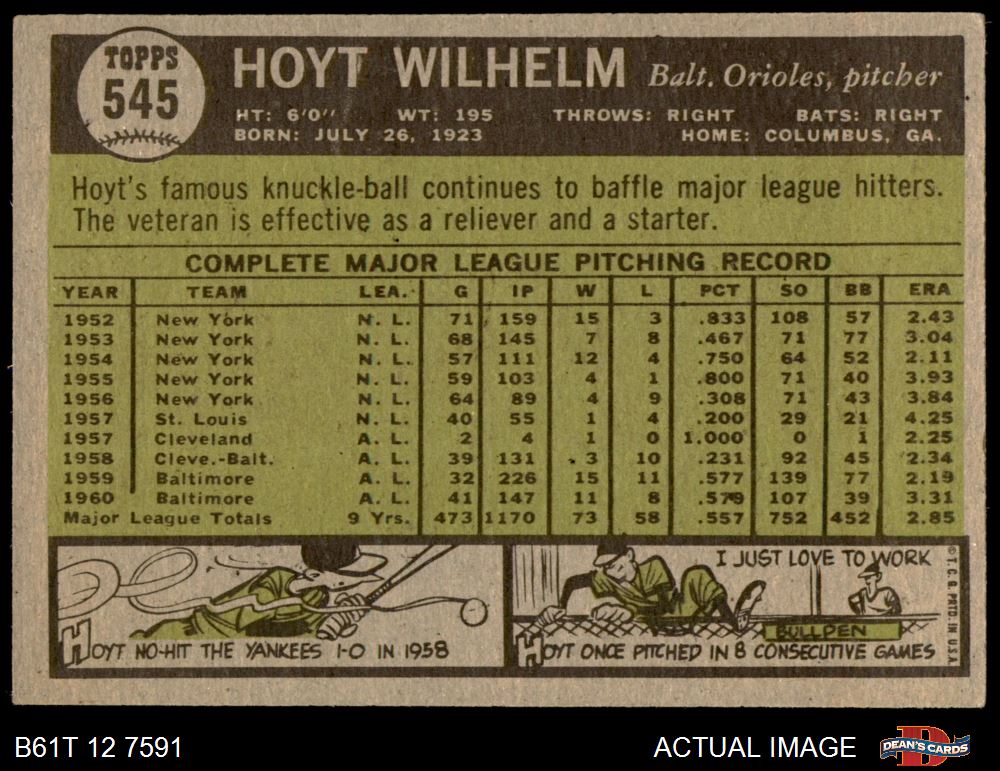 TOPPS
545
HOYT WILHELM Balt. Orioles, pitcher
HT: 6'0" WT: 195 THROWS: RIGHT BATS: RIGHT
BORN: JULY 26, 1923 HOME: COLUMBUS, GA.
Hoyt's famous knuckle-ball continues to baffle major league hitters.
The veteran is effective as a reliever and a starter.
COMPLETE MAJOR LEAGUE PITCHING RECORD
YEAR TEAM LEA. G IP W L PCT SO BB ERA
1952 New York N. L. 71 159 15 3 .833 108 57 2.43
1953 New York N. L. 68 145 7 8 .467 71 77 3.04
1954 New York N. L. 57 111 12 4 .750 64 52 2.11
1955 New York N. L. 59 103 4 1 .800 71 40 3.93
1956 New York N. L. 64 89 4 9 .308 71 43 3.84
1957 St. Louis N. L. 40 55 1 4 .200 29 21 4.25
1957 Cleveland A. L. 2 4 1 0 1.000 0 1 2.25
1958 Cleve.-Balt. A. L. 39 131 3 10 .231 92 45 2.34
1959 Baltimore A. L. 32 226 15 11 .577 139 77 2.19
1960 Baltimore A. L. 41 147 11 8 .579 107 39 3.31
Major League Totals 9 Yrs. 473 1170 73 58 .557 752 452 2.85
HOYT NO-HIT THE YANKEES 1-0 IN 1958
I JUST LOVE TO WORK
BULLPEN
HOYT ONCE PITCHED IN 8 CONSECUTIVE GAMES
© T. C. G. PRTD. IN U.S.A.
B61T 12 7591
ACTUAL IMAGE
DEAN'S CARDS